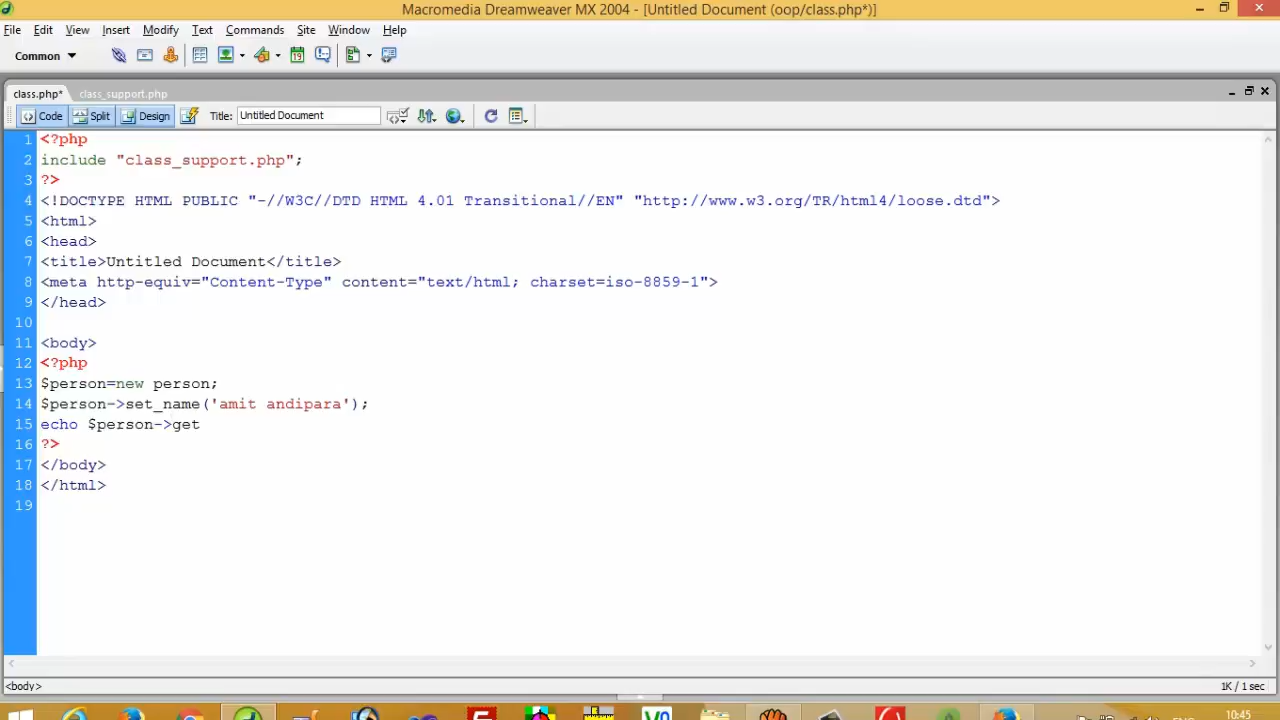 Macromedia Dreamweaver MX 2004 - [Untitled Document (oop/class.php*)]
File Edit View Insert Modify Text Commands Site Window Help
Common
class.php* class_support.php
Code Split Design Title: Untitled Document
1 <?php
2 include "class_support.php";
3 ?>
4 <!DOCTYPE HTML PUBLIC "-//W3C//DTD HTML 4.01 Transitional//EN" "http://www.w3.org/TR/html4/loose.dtd">
5 <html>
6 <head>
7 <title>Untitled Document</title>
8 <meta http-equiv="Content-Type" content="text/html; charset=iso-8859-1">
9 </head>
10
11 <body>
12 <?php
13 $person=new person;
14 $person->set_name('amit andipara');
15 echo $person->get
16 ?>
17 </body>
18 </html>
19
<body> 1K / 1 sec
10:45